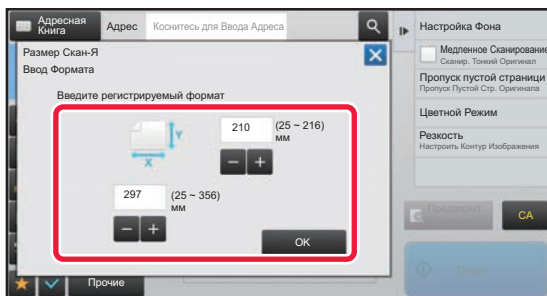 Адресная
Книга
Адрес
Коснитесь для Ввода Адреса
Размер Скан-Я
Ввод Формата
Введите регистрируемый формат
Y
X
210
(25 ~ 216)
мм
297
(25 ~ 356)
мм
OK
Прочие
Настройка Фона
Медленное Сканирование
Сканир. Тонкий Оригинал
Пропуск пустой страници
Пропуск Пустой Стр. Оригинала
Цветной Режим
Резкость
Настроить Контур Изображения
CA